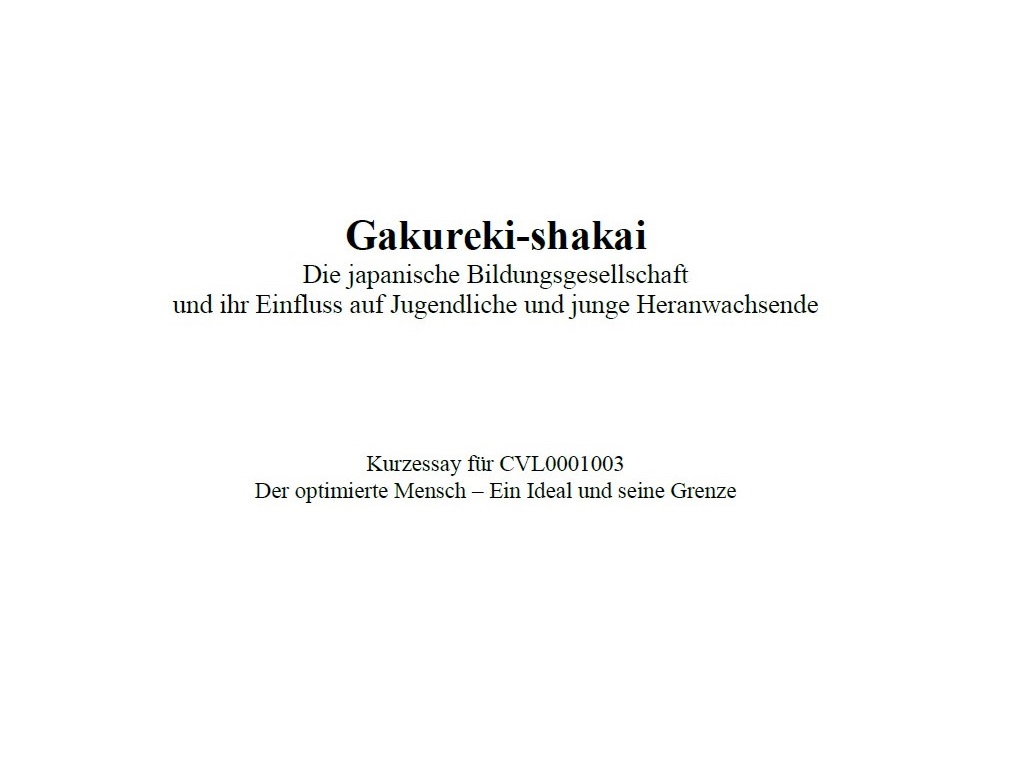 Gakureki-shakai
Die japanische Bildungsgesellschaft
und ihr Einfluss auf Jugendliche und junge Heranwachsende
Kurzessay für CVL0001003
Der optimierte Mensch – Ein Ideal und seine Grenze